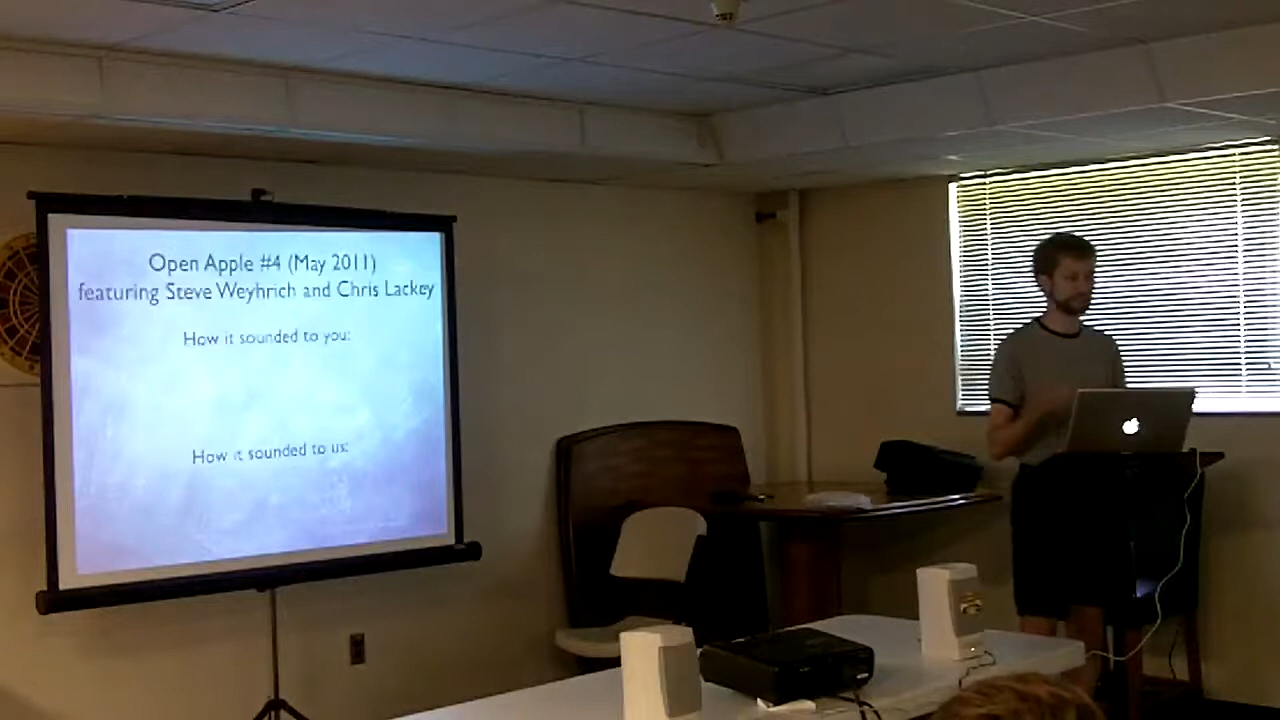 Open Apple #4 (May 2011)
featuring Steve Weyhrich and Chris Lackey
How it sounded to you:
How it sounded to us: